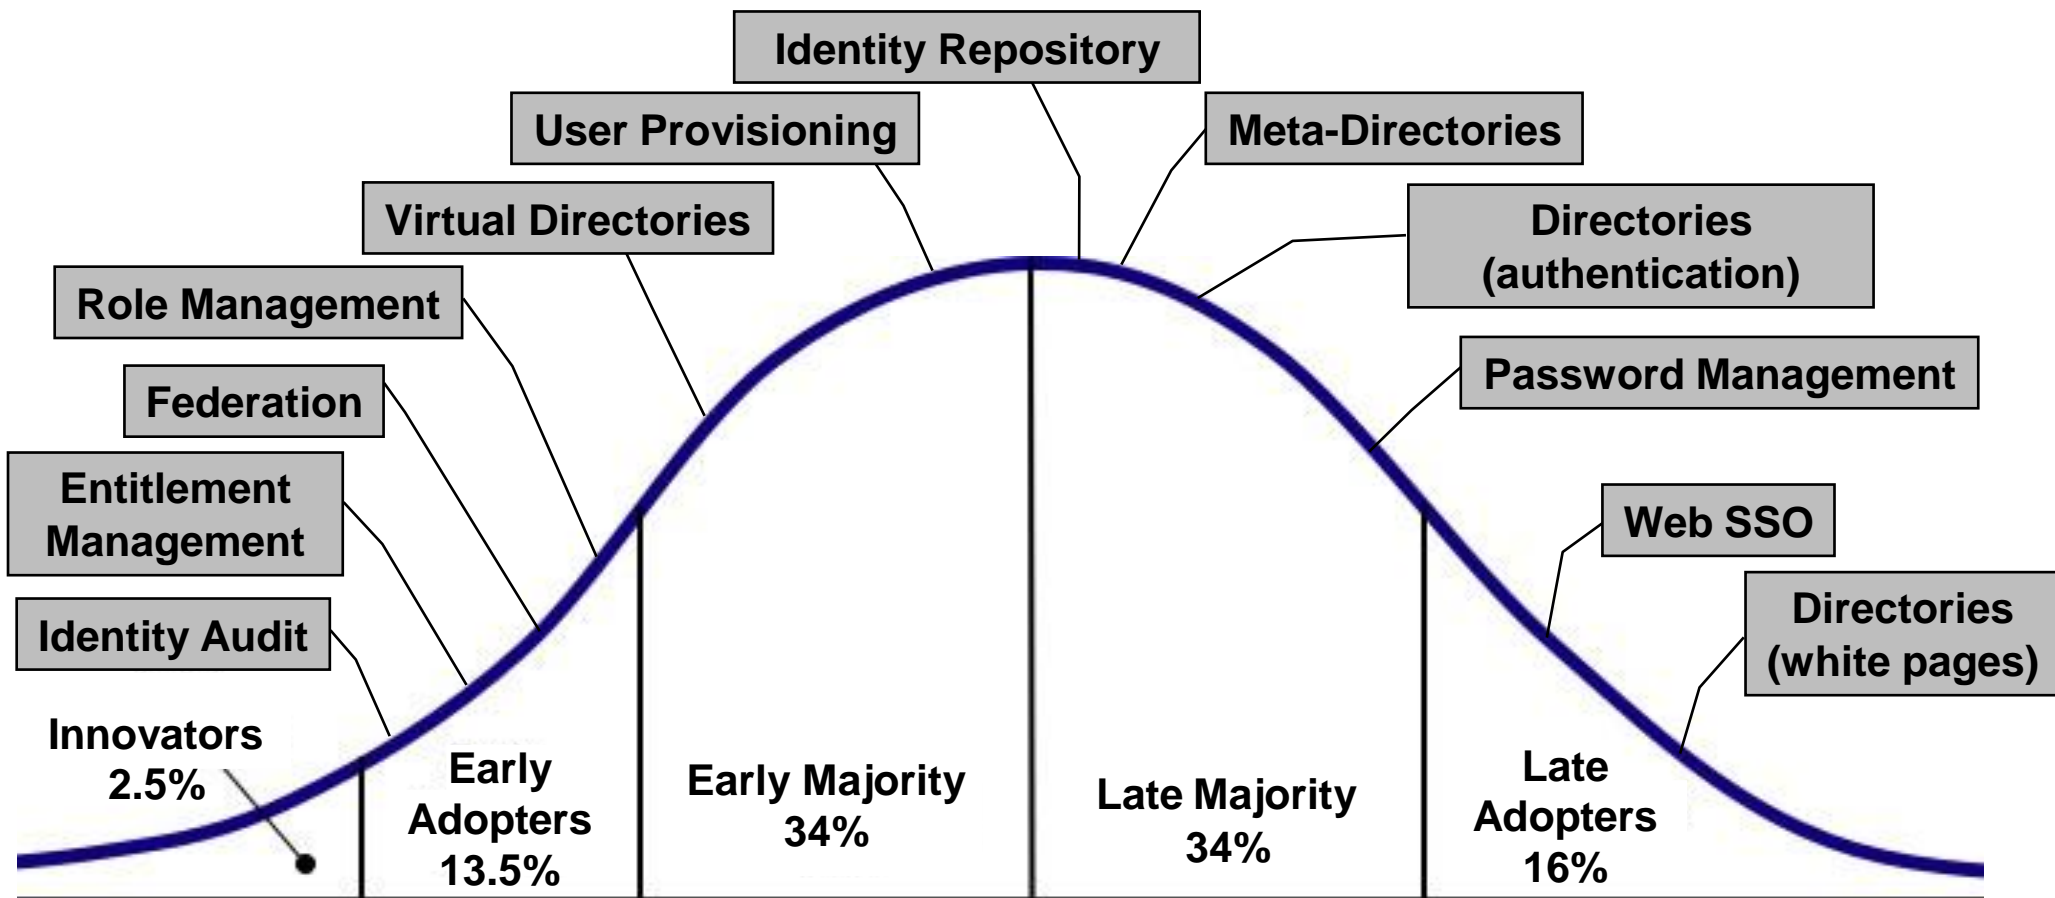 Identity Repository
User Provisioning
Meta-Directories
Virtual Directories
Directories
(authentication)
Role Management
Password Management
Federation
Entitlement
Management
Web SSO
Identity Audit
Directories
(white pages)
Innovators
2.5%
Early
Adopters
13.5%
Early Majority
34%
Late Majority
34%
Late
Adopters
16%